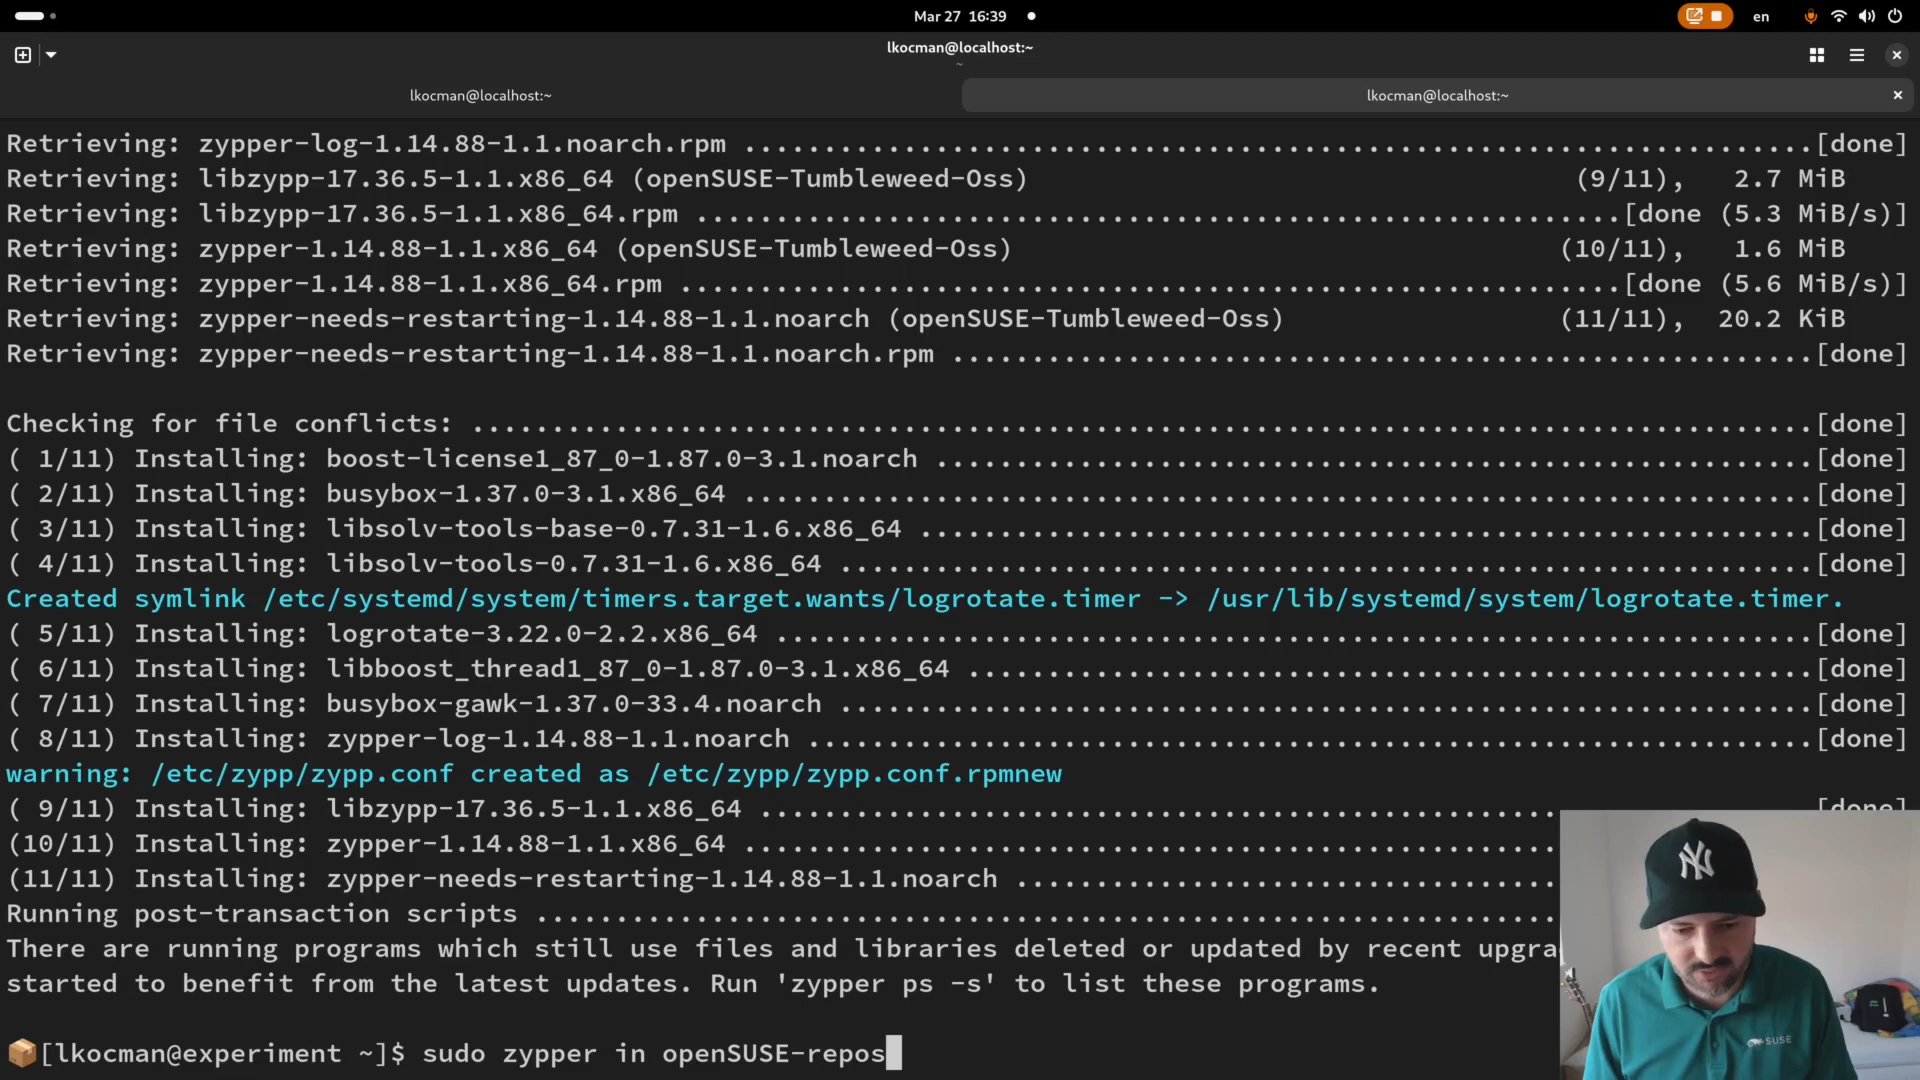 Mar 27 16:39
en
lkocman@localhost:~
~
lkocman@localhost:~
lkocman@localhost:~
Retrieving: zypper-log-1.14.88-1.1.noarch.rpm ...................................................................[done]
Retrieving: libzypp-17.36.5-1.1.x86_64 (openSUSE-Tumbleweed-Oss) (9/11), 2.7 MiB
Retrieving: libzypp-17.36.5-1.1.x86_64.rpm ..........................................................[done (5.3 MiB/s)]
Retrieving: zypper-1.14.88-1.1.x86_64 (openSUSE-Tumbleweed-Oss) (10/11), 1.6 MiB
Retrieving: zypper-1.14.88-1.1.x86_64.rpm ...........................................................[done (5.6 MiB/s)]
Retrieving: zypper-needs-restarting-1.14.88-1.1.noarch (openSUSE-Tumbleweed-Oss) (11/11), 20.2 KiB
Retrieving: zypper-needs-restarting-1.14.88-1.1.noarch.rpm ......................................................[done]
Checking for file conflicts: ....................................................................................[done]
( 1/11) Installing: boost-license1_87_0-1.87.0-3.1.noarch .......................................................[done]
( 2/11) Installing: busybox-1.37.0-3.1.x86_64 ...................................................................[done]
( 3/11) Installing: libsolv-tools-base-0.7.31-1.6.x86_64 ........................................................[done]
( 4/11) Installing: libsolv-tools-0.7.31-1.6.x86_64 .............................................................[done]
Created symlink /etc/systemd/system/timers.target.wants/logrotate.timer -> /usr/lib/systemd/system/logrotate.timer.
( 5/11) Installing: logrotate-3.22.0-2.2.x86_64 .................................................................[done]
( 6/11) Installing: libboost_thread1_87_0-1.87.0-3.1.x86_64 .....................................................[done]
( 7/11) Installing: busybox-gawk-1.37.0-33.4.noarch .............................................................[done]
( 8/11) Installing: zypper-log-1.14.88-1.1.noarch ...............................................................[done]
warning: /etc/zypp/zypp.conf created as /etc/zypp/zypp.conf.rpmnew
( 9/11) Installing: libzypp-17.36.5-1.1.x86_64 ..................................................................[done]
(10/11) Installing: zypper-1.14.88-1.1.x86_64 ...................................................
(11/11) Installing: zypper-needs-restarting-1.14.88-1.1.noarch ..................................
Running post-transaction scripts ................................................................
There are running programs which still use files and libraries deleted or updated by recent upgra
started to benefit from the latest updates. Run 'zypper ps -s' to list these programs.
[lkocman@experiment ~]$ sudo zypper in openSUSE-repos
NY
SUSE